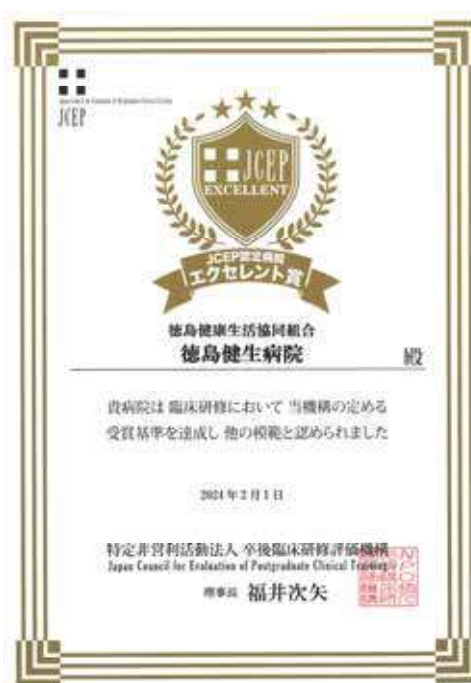 JCEP
JCEP
EXCELLENT
JCEP認定病院
エクセレント賞
徳島健康生活協同組合
徳島健生病院 殿
貴病院は 臨床研修において 当機構の定める
受賞基準を達成し 他の模範と認められました
2024年2月1日
特定非営利活動法人 卒後臨床研修評価機構
Japan Council for Evaluation of Postgraduate Clinical Training
理事長 福井次矢